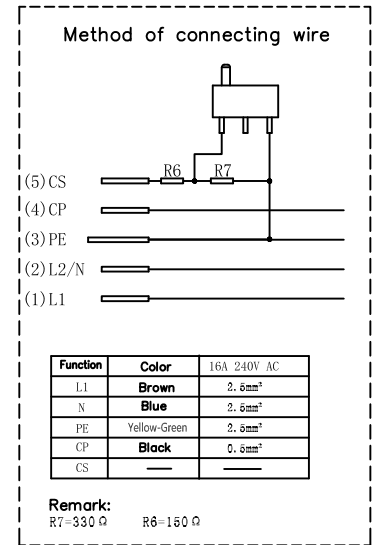 Method of connecting wire
R6 R7
(5)CS
(4)CP
(3)PE
(2)L2/N
(1)L1
Function Color 16A 240V AC
L1 Brown 2.5mm²
N Blue 2.5mm²
PE Yellow-Green 2.5mm²
CP Black 0.5mm²
CS — —
Remark:
R7=330Ω R6=150Ω